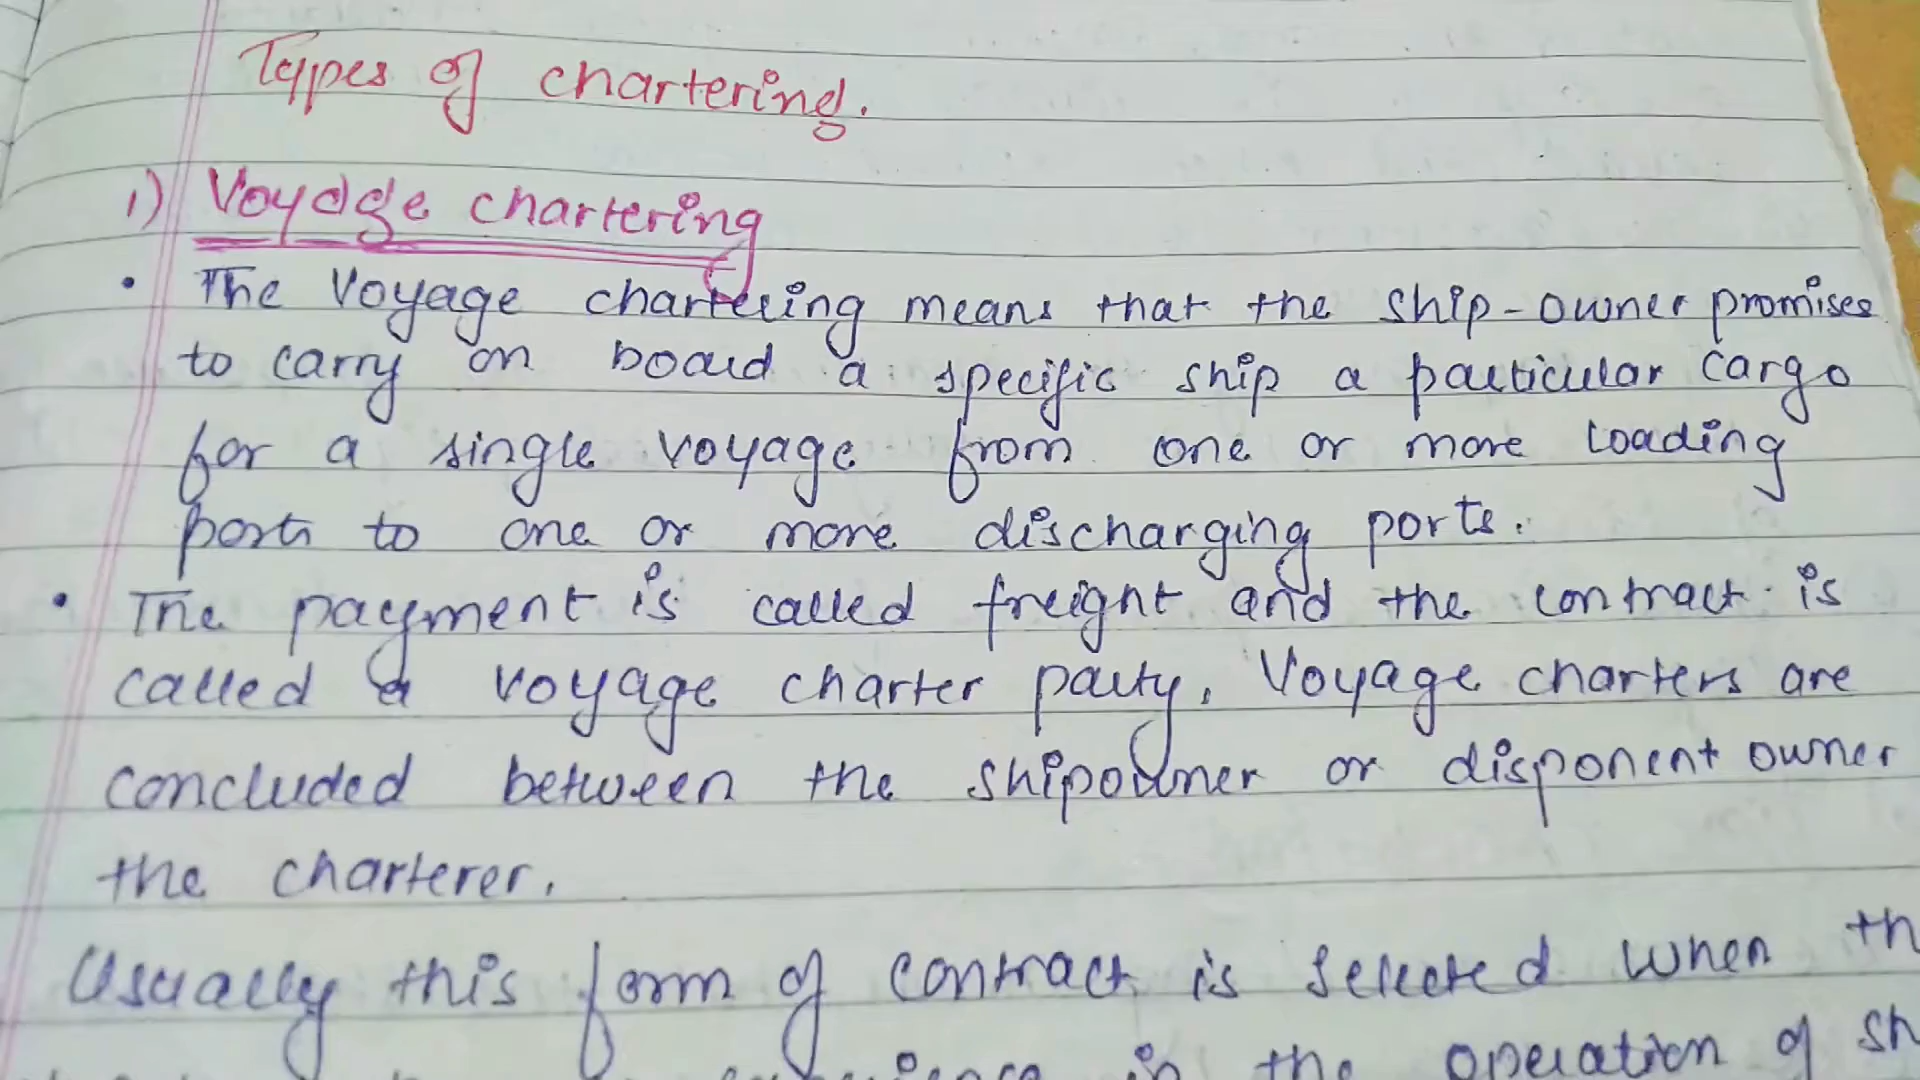 Types of chartering.
1) Voyage chartering
• The Voyage chartering means that the ship-owner promises
to carry on board a specific ship a particular cargo
for a single voyage from one or more loading
ports to one or more discharging ports.
• The payment is called freight and the contract is
called a voyage charter party. Voyage charters are
concluded between the shipowner or disponent owner
the charterer.
Usually this form of contract is selected when th
in the operation of sh